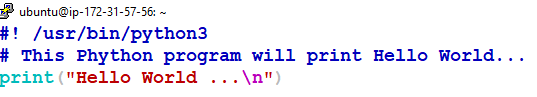 ubuntu@ip-172-31-57-56: ~
#! /usr/bin/python3
# This Phython program will print Hello World...
print("Hello World ...\n")